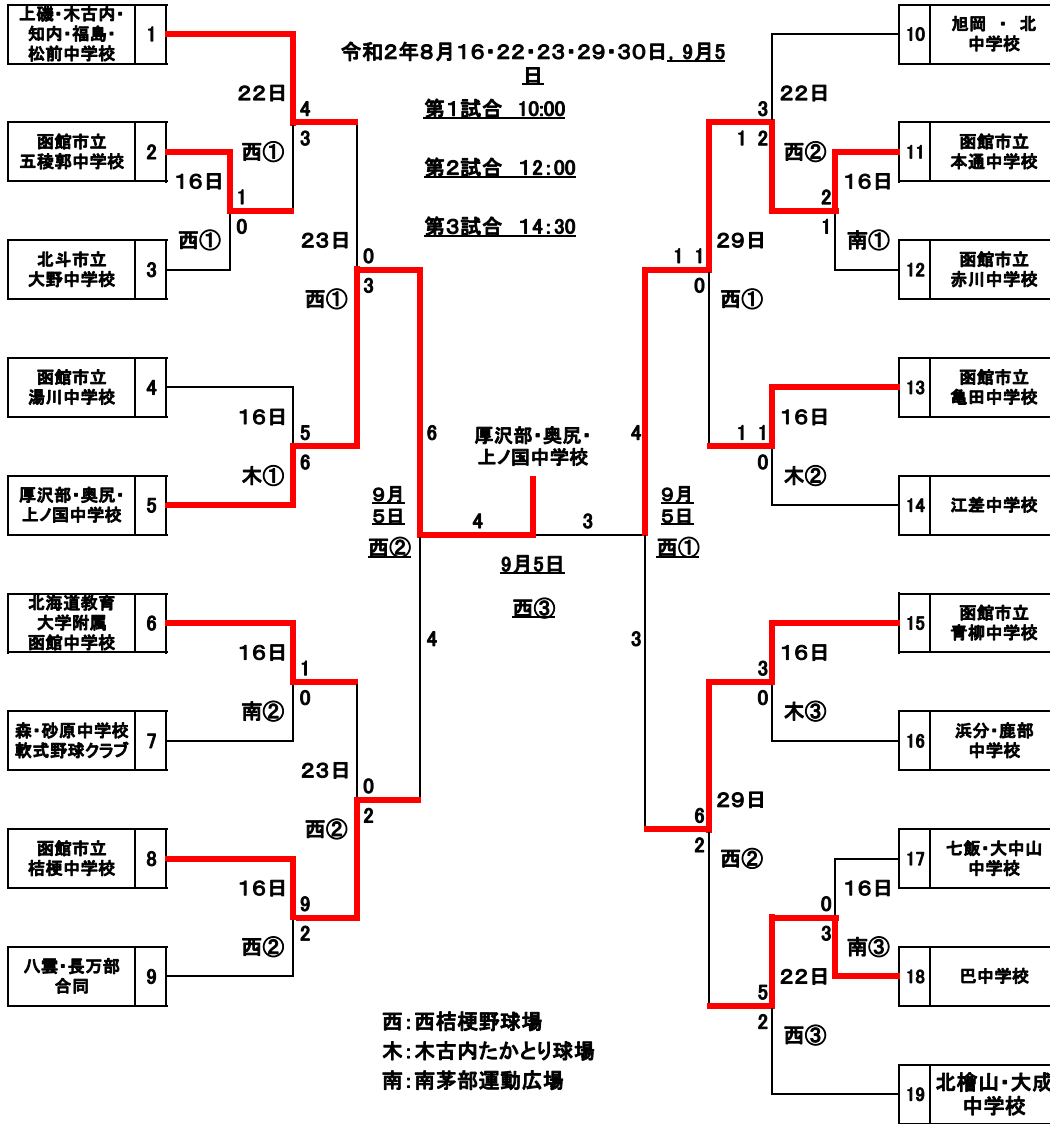 令和2年8月16・22・23・29・30日，9月5
日
第1試合 10:00
第2試合 12:00
第3試合 14:30
上磯・木古内・
知内・福島・
松前中学校
1
函館市立
五稜郭中学校
2
北斗市立
大野中学校
3
函館市立
湯川中学校
4
厚沢部・奥尻・
上ノ国中学校
5
北海道教育
大学附属
函館中学校
6
森・砂原中学校
軟式野球クラブ
7
函館市立
桔梗中学校
8
八雲・長万部
合同
9
22日
4
3
西①
16日
1
0
西①
23日
0
3
西①
16日
5
6
木①
16日
1
0
南②
23日
0
2
西②
16日
9
2
西②
6
9月
5日
西②
4
厚沢部・奥尻・
上ノ国中学校
4
3
9月5日
西③
4
9月
5日
西①
3
3
22日
1 2
西②
16日
2
1
南①
29日
1 1
0
西①
16日
1 1
0
木②
16日
3
0
木③
29日
6
2
西②
16日
0
3
南③
5
22日
2
西③
10
旭岡 ・ 北
中学校
11
函館市立
本通中学校
12
函館市立
赤川中学校
13
函館市立
亀田中学校
14
江差中学校
15
函館市立
青柳中学校
16
浜分・鹿部
中学校
17
七飯・大中山
中学校
18
巴中学校
19
北檜山・大成
中学校
西：西桔梗野球場
木：木古内たかとり球場
南：南茅部運動広場